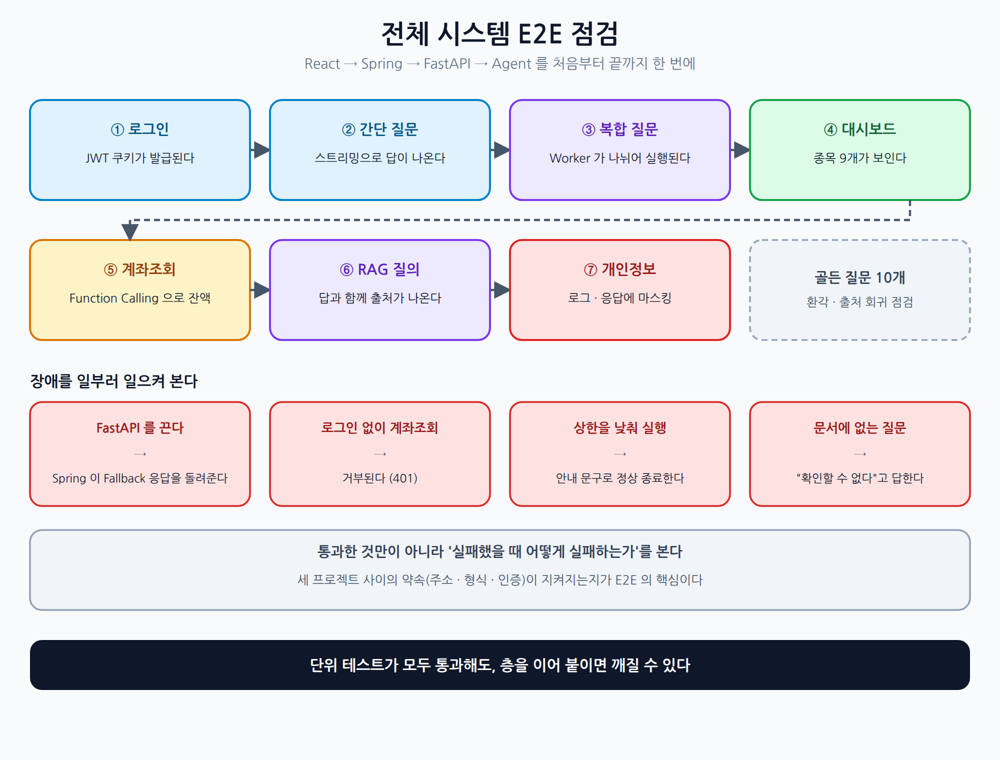 전체 시스템 E2E 점검
React → Spring → FastAPI → Agent 를 처음부터 끝까지 한 번에
① 로그인
JWT 쿠키가 발급된다
② 간단 질문
스트리밍으로 답이 나온다
③ 복합 질문
Worker 가 나뉘어 실행된다
④ 대시보드
종목 9개가 보인다
⑤ 계좌조회
Function Calling 으로 잔액
⑥ RAG 질의
답과 함께 출처가 나온다
⑦ 개인정보
로그 · 응답에 마스킹
골든 질문 10개
환각 · 출처 회귀 점검
장애를 일부러 일으켜 본다
FastAPI 를 끈다
→
Spring 이 Fallback 응답을 돌려준다
로그인 없이 계좌조회
→
거부된다 (401)
상한을 낮춰 실행
→
안내 문구로 정상 종료한다
문서에 없는 질문
→
"확인할 수 없다"고 답한다
통과한 것만이 아니라 '실패했을 때 어떻게 실패하는가'를 본다
세 프로젝트 사이의 약속(주소 · 형식 · 인증)이 지켜지는지가 E2E 의 핵심이다
단위 테스트가 모두 통과해도, 층을 이어 붙이면 깨질 수 있다